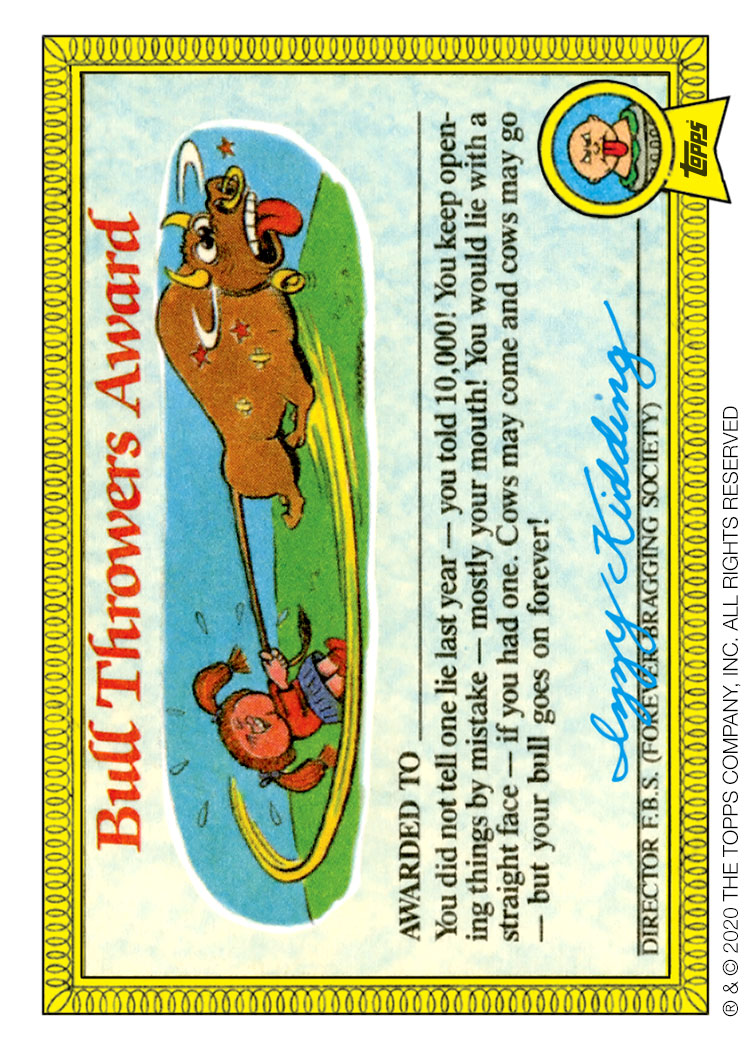 Bull Throwers Award
AWARDED TO
You did not tell one lie last year — you told 10,000! You keep open-
ing things by mistake — mostly your mouth! You would lie with a
straight face — if you had one. Cows may come and cows may go
— but your bull goes on forever!
Izzy Kidding
DIRECTOR F.B.S. (FOREVER BRAGGING SOCIETY)
topps
® & © 2020 THE TOPPS COMPANY, INC. ALL RIGHTS RESERVED